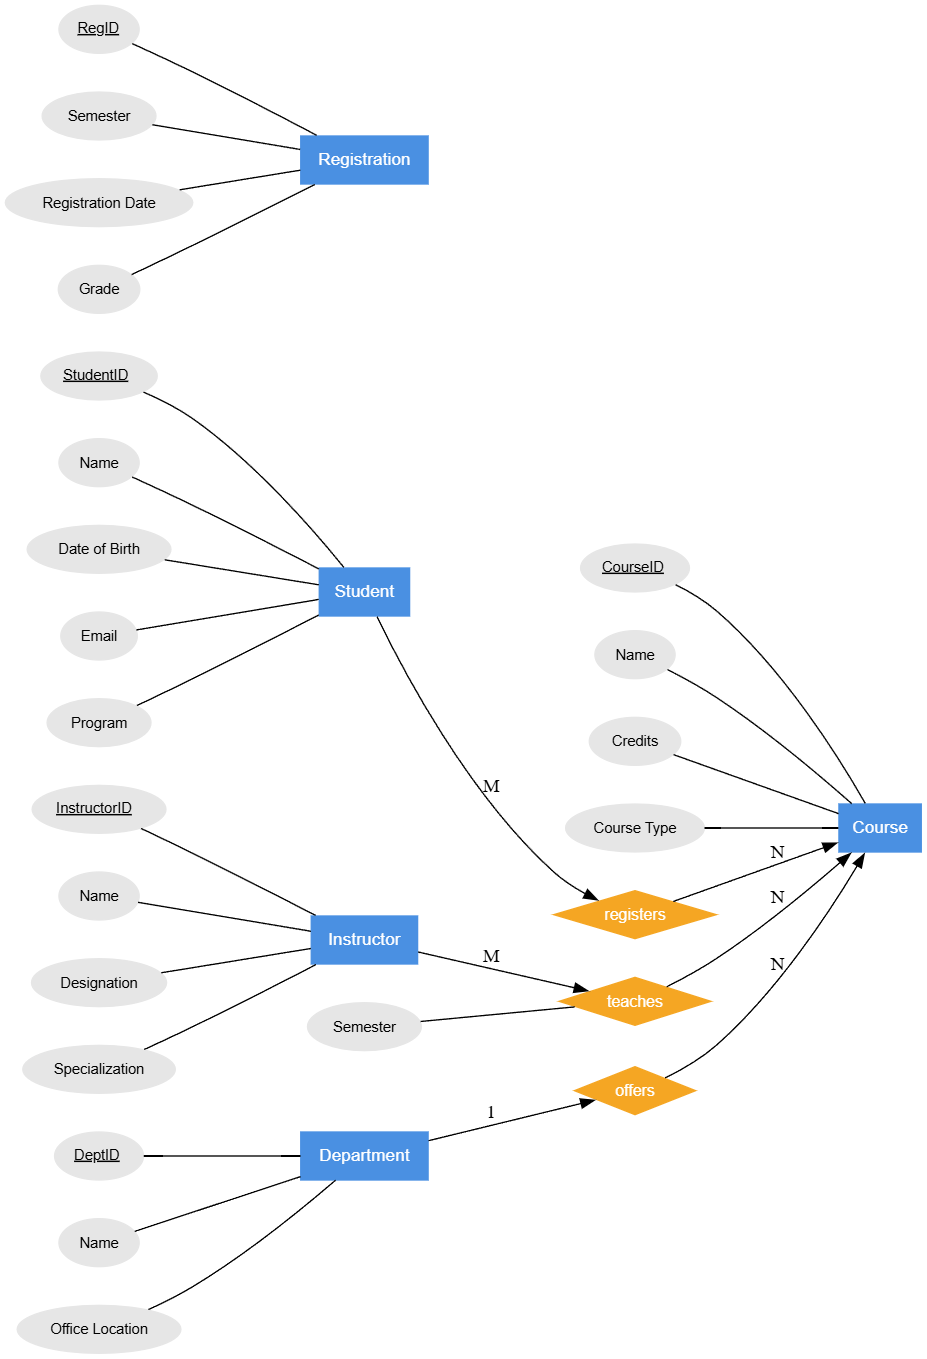 RegID
Semester
Registration
Registration Date
Grade
StudentID
Name
Date of Birth
Student
Email
Program
CourseID
Name
Credits
Course Type
Course
M
N
registers
N
InstructorID
Name
Instructor
Designation
M
N
teaches
Semester
Specialization
offers
1
DeptID
Department
Name
Office Location